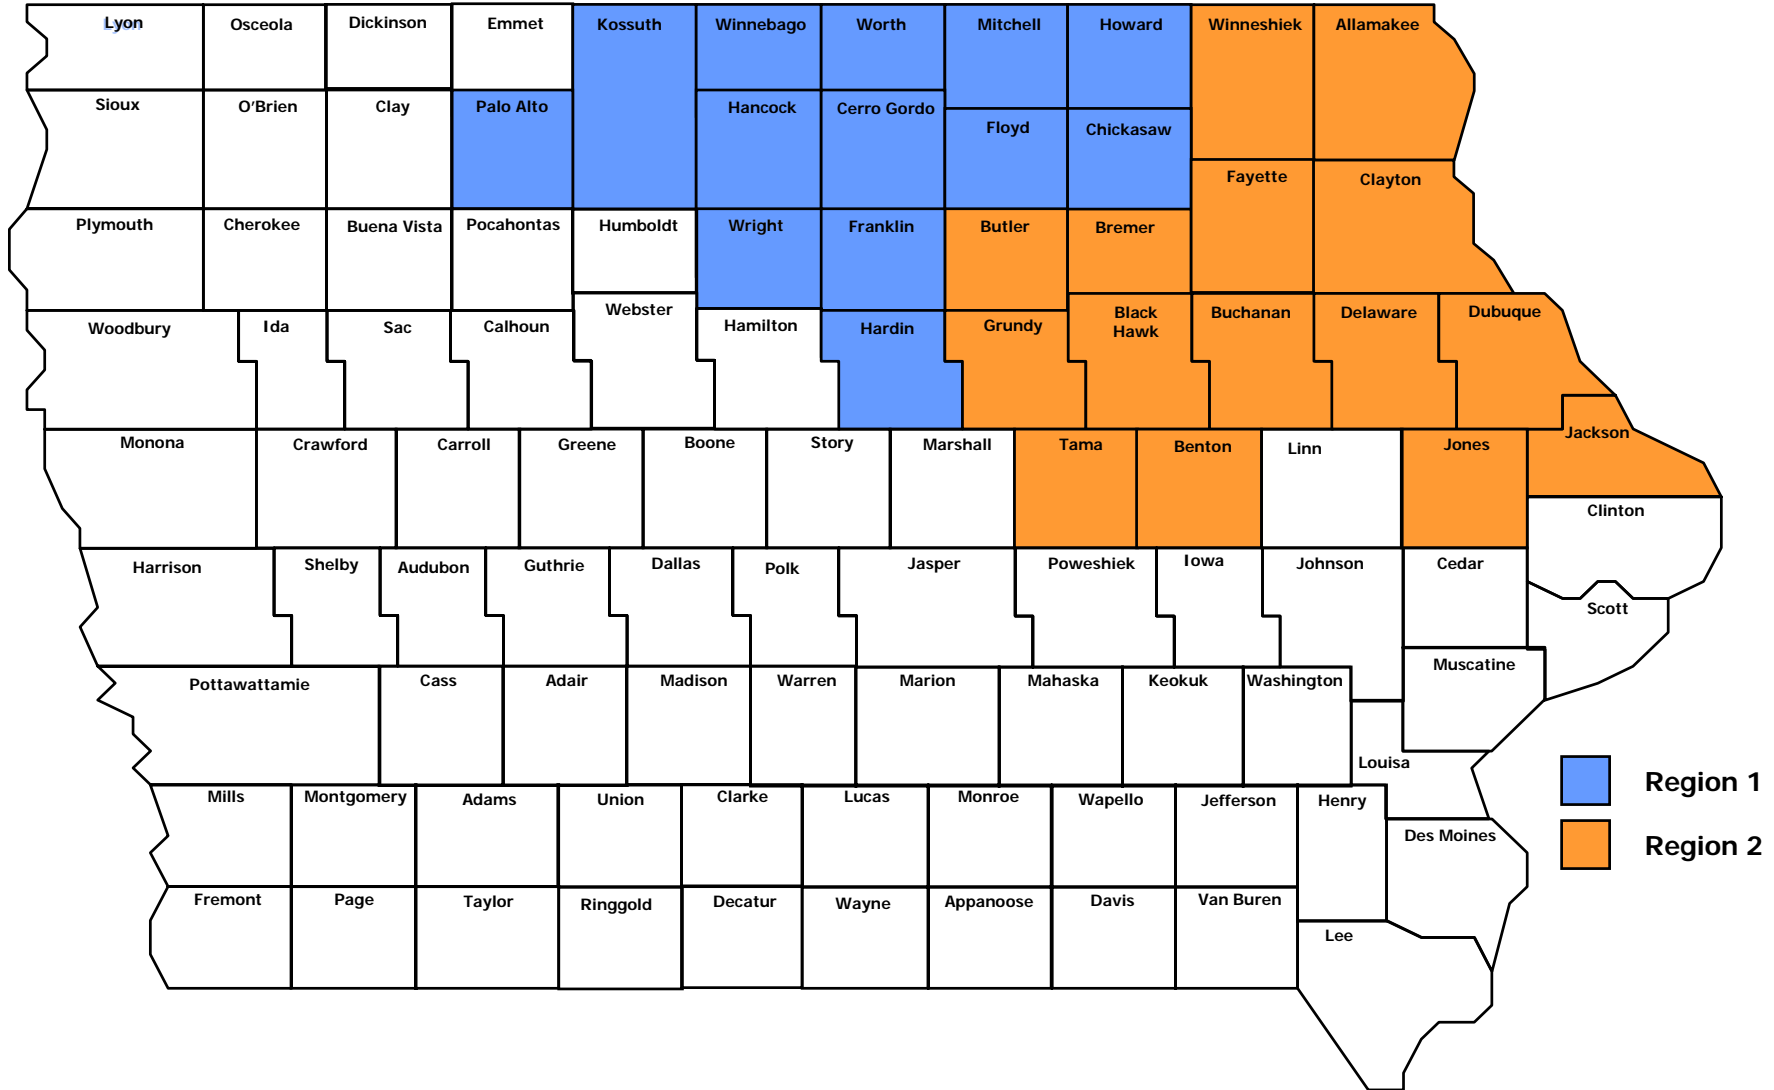 Lyon
Osceola
Dickinson
Emmet
Kossuth
Winnebago
Worth
Mitchell
Howard
Winneshiek
Allamakee
Sioux
O'Brien
Clay
Palo Alto
Hancock
Cerro Gordo
Floyd
Chickasaw
Fayette
Clayton
Plymouth
Cherokee
Buena Vista
Pocahontas
Humboldt
Wright
Franklin
Butler
Bremer
Woodbury
Ida
Sac
Calhoun
Webster
Hamilton
Hardin
Grundy
Black
Hawk
Buchanan
Delaware
Dubuque
Monona
Crawford
Carroll
Greene
Boone
Story
Marshall
Tama
Benton
Linn
Jones
Jackson
Clinton
Harrison
Shelby
Audubon
Guthrie
Dallas
Polk
Jasper
Poweshiek
Iowa
Johnson
Cedar
Scott
Pottawattamie
Cass
Adair
Madison
Warren
Marion
Mahaska
Keokuk
Washington
Muscatine
Louisa
Mills
Montgomery
Adams
Union
Clarke
Lucas
Monroe
Wapello
Jefferson
Henry
Des Moines
Fremont
Page
Taylor
Ringgold
Decatur
Wayne
Appanoose
Davis
Van Buren
Lee
Region 1
Region 2